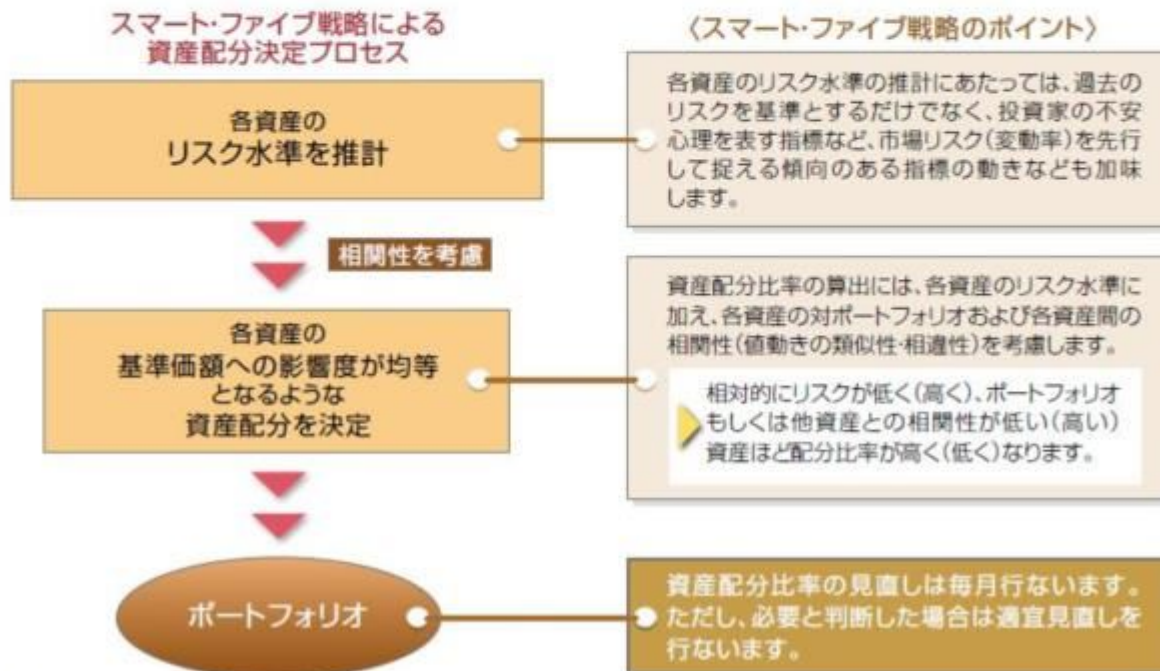 スマート・ファイブ戦略による
資産配分決定プロセス
〈スマート・ファイブ戦略のポイント〉
各資産の
リスク水準を推計
各資産のリスク水準の推計にあたっては、過去の
リスクを基準とするだけでなく、投資家の不安
心理を表す指標など、市場リスク(変動率)を先行
して捉える傾向のある指標の動きなども加味
します。
相関性を考慮
各資産の
基準価額への影響度が均等
となるような
資産配分を決定
資産配分比率の算出には、各資産のリスク水準に
加え、各資産の対ポートフォリオおよび各資産間の
相関性(値動きの類似性・相違性)を考慮します。
相対的にリスクが低く(高く)、ポートフォリオ
もしくは他資産との相関性が低い(高い)
資産ほど配分比率が高く(低く)なります。
ポートフォリオ
資産配分比率の見直しは毎月行ないます。
ただし、必要と判断した場合は適宜見直しを
行ないます。